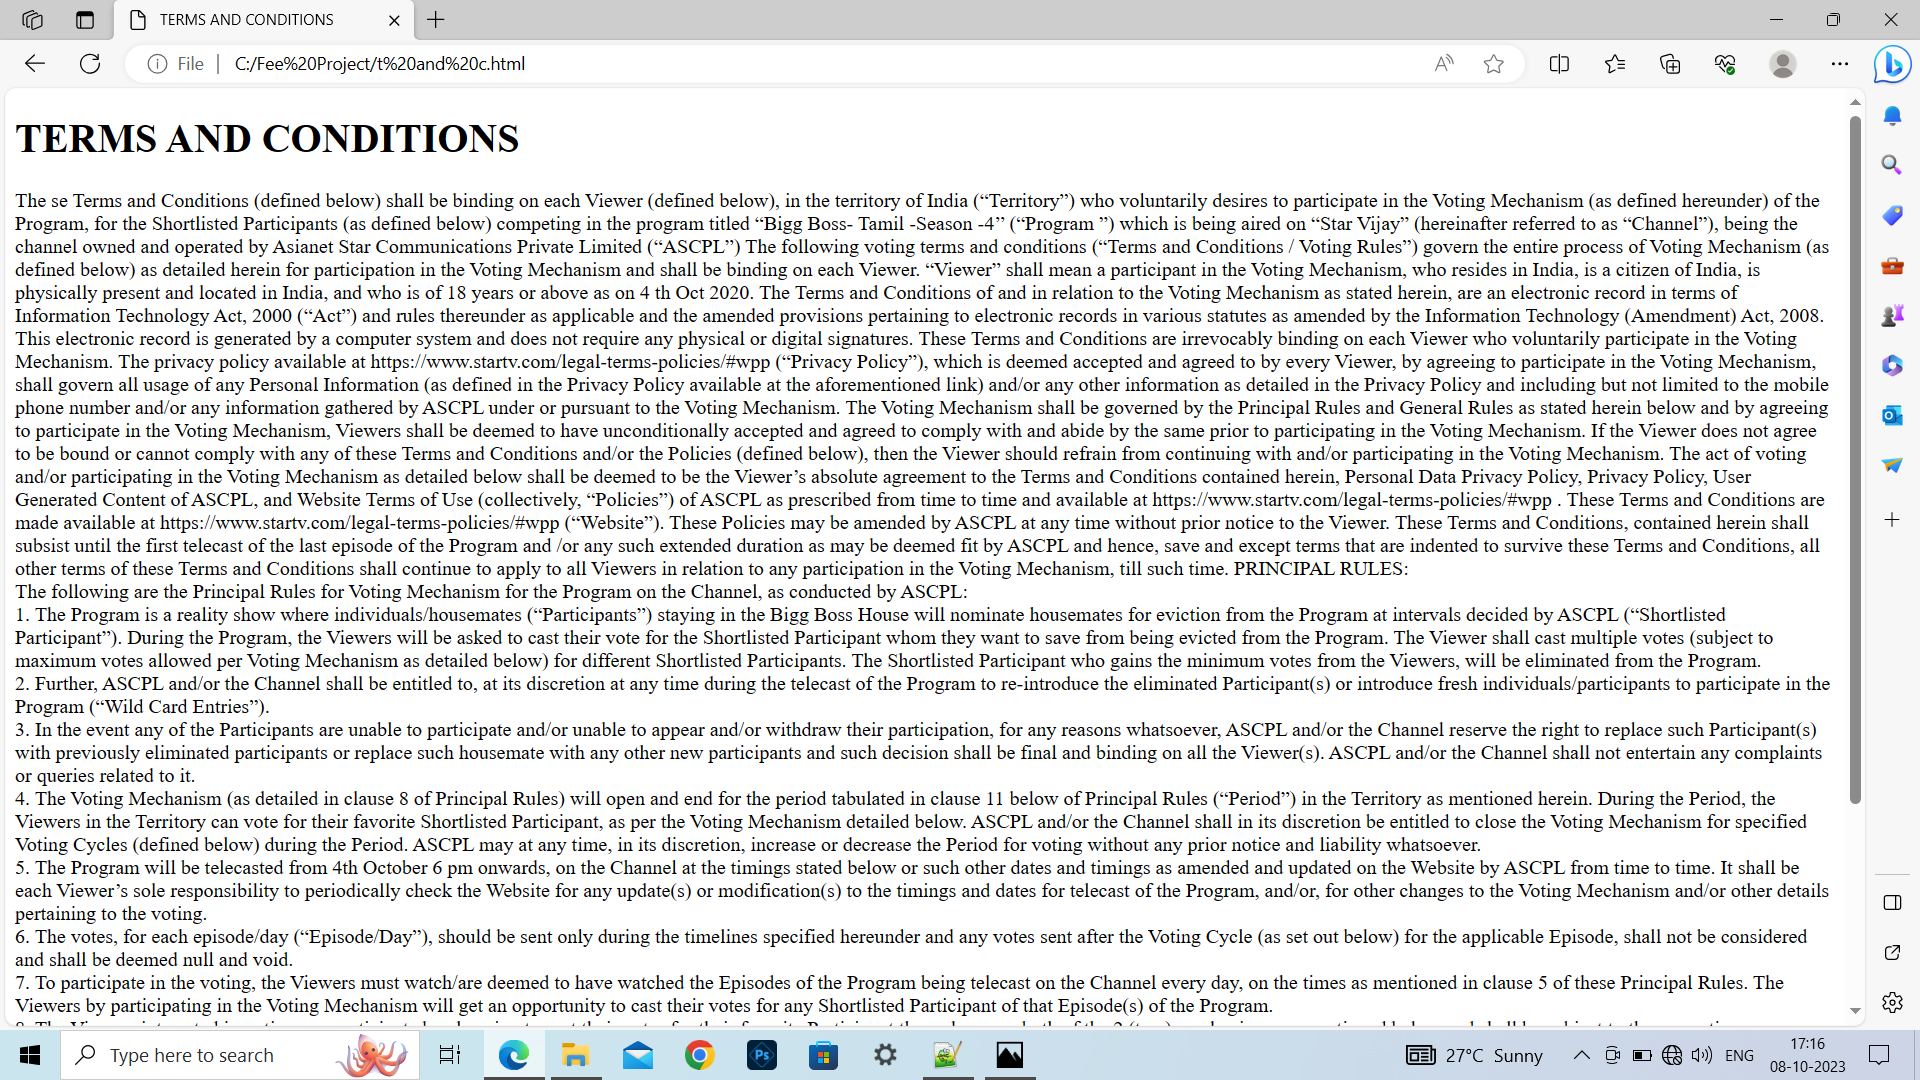 TERMS AND CONDITIONS
File
C:/Fee%20Project/t%20and%20c.html
TERMS AND CONDITIONS
The se Terms and Conditions (defined below) shall be binding on each Viewer (defined below), in the territory of India (“Territory”) who voluntarily desires to participate in the Voting Mechanism (as defined hereunder) of the
Program, for the Shortlisted Participants (as defined below) competing in the program titled “Bigg Boss- Tamil -Season -4” (“Program ”) which is being aired on “Star Vijay” (hereinafter referred to as “Channel”), being the
channel owned and operated by Asianet Star Communications Private Limited (“ASCPL”) The following voting terms and conditions (“Terms and Conditions / Voting Rules”) govern the entire process of Voting Mechanism (as
defined below) as detailed herein for participation in the Voting Mechanism and shall be binding on each Viewer. “Viewer” shall mean a participant in the Voting Mechanism, who resides in India, is a citizen of India, is
physically present and located in India, and who is of 18 years or above as on 4 th Oct 2020. The Terms and Conditions of and in relation to the Voting Mechanism as stated herein, are an electronic record in terms of
Information Technology Act, 2000 (“Act”) and rules thereunder as applicable and the amended provisions pertaining to electronic records in various statutes as amended by the Information Technology (Amendment) Act, 2008.
This electronic record is generated by a computer system and does not require any physical or digital signatures. These Terms and Conditions are irrevocably binding on each Viewer who voluntarily participate in the Voting
Mechanism. The privacy policy available at https://www.startv.com/legal-terms-policies/#wpp (“Privacy Policy”), which is deemed accepted and agreed to by every Viewer, by agreeing to participate in the Voting Mechanism,
shall govern all usage of any Personal Information (as defined in the Privacy Policy available at the aforementioned link) and/or any other information as detailed in the Privacy Policy and including but not limited to the mobile
phone number and/or any information gathered by ASCPL under or pursuant to the Voting Mechanism. The Voting Mechanism shall be governed by the Principal Rules and General Rules as stated herein below and by agreeing
to participate in the Voting Mechanism, Viewers shall be deemed to have unconditionally accepted and agreed to comply with and abide by the same prior to participating in the Voting Mechanism. If the Viewer does not agree
to be bound or cannot comply with any of these Terms and Conditions and/or the Policies (defined below), then the Viewer should refrain from continuing with and/or participating in the Voting Mechanism. The act of voting
and/or participating in the Voting Mechanism as detailed below shall be deemed to be the Viewer’s absolute agreement to the Terms and Conditions contained herein, Personal Data Privacy Policy, Privacy Policy, User
Generated Content of ASCPL, and Website Terms of Use (collectively, “Policies”) of ASCPL as prescribed from time to time and available at https://www.startv.com/legal-terms-policies/#wpp . These Terms and Conditions are
made available at https://www.startv.com/legal-terms-policies/#wpp (“Website”). These Policies may be amended by ASCPL at any time without prior notice to the Viewer. These Terms and Conditions, contained herein shall
subsist until the first telecast of the last episode of the Program and /or any such extended duration as may be deemed fit by ASCPL and hence, save and except terms that are indented to survive these Terms and Conditions, all
other terms of these Terms and Conditions shall continue to apply to all Viewers in relation to any participation in the Voting Mechanism, till such time. PRINCIPAL RULES:
The following are the Principal Rules for Voting Mechanism for the Program on the Channel, as conducted by ASCPL:
1. The Program is a reality show where individuals/housemates (“Participants”) staying in the Bigg Boss House will nominate housemates for eviction from the Program at intervals decided by ASCPL (“Shortlisted
Participant”). During the Program, the Viewers will be asked to cast their vote for the Shortlisted Participant whom they want to save from being evicted from the Program. The Viewer shall cast multiple votes (subject to
maximum votes allowed per Voting Mechanism as detailed below) for different Shortlisted Participants. The Shortlisted Participant who gains the minimum votes from the Viewers, will be eliminated from the Program.
2. Further, ASCPL and/or the Channel shall be entitled to, at its discretion at any time during the telecast of the Program to re-introduce the eliminated Participant(s) or introduce fresh individuals/participants to participate in the
Program (“Wild Card Entries”).
3. In the event any of the Participants are unable to participate and/or unable to appear and/or withdraw their participation, for any reasons whatsoever, ASCPL and/or the Channel reserve the right to replace such Participant(s)
with previously eliminated participants or replace such housemate with any other new participants and such decision shall be final and binding on all the Viewer(s). ASCPL and/or the Channel shall not entertain any complaints
or queries related to it.
4. The Voting Mechanism (as detailed in clause 8 of Principal Rules) will open and end for the period tabulated in clause 11 below of Principal Rules (“Period”) in the Territory as mentioned herein. During the Period, the
Viewers in the Territory can vote for their favorite Shortlisted Participant, as per the Voting Mechanism detailed below. ASCPL and/or the Channel shall in its discretion be entitled to close the Voting Mechanism for specified
Voting Cycles (defined below) during the Period. ASCPL may at any time, in its discretion, increase or decrease the Period for voting without any prior notice and liability whatsoever.
5. The Program will be telecasted from 4th October 6 pm onwards, on the Channel at the timings stated below or such other dates and timings as amended and updated on the Website by ASCPL from time to time. It shall be
each Viewer’s sole responsibility to periodically check the Website for any update(s) or modification(s) to the timings and dates for telecast of the Program, and/or, for other changes to the Voting Mechanism and/or other details
pertaining to the voting.
6. The votes, for each episode/day (“Episode/Day”), should be sent only during the timelines specified hereunder and any votes sent after the Voting Cycle (as set out below) for the applicable Episode, shall not be considered
and shall be deemed null and void.
7. To participate in the voting, the Viewers must watch/are deemed to have watched the Episodes of the Program being telecast on the Channel every day, on the times as mentioned in clause 5 of these Principal Rules. The
Viewers by participating in the Voting Mechanism will get an opportunity to cast their votes for any Shortlisted Participant of that Episode(s) of the Program.
Type here to search
Ps
27°C Sunny
ENG
17:16
08-10-2023